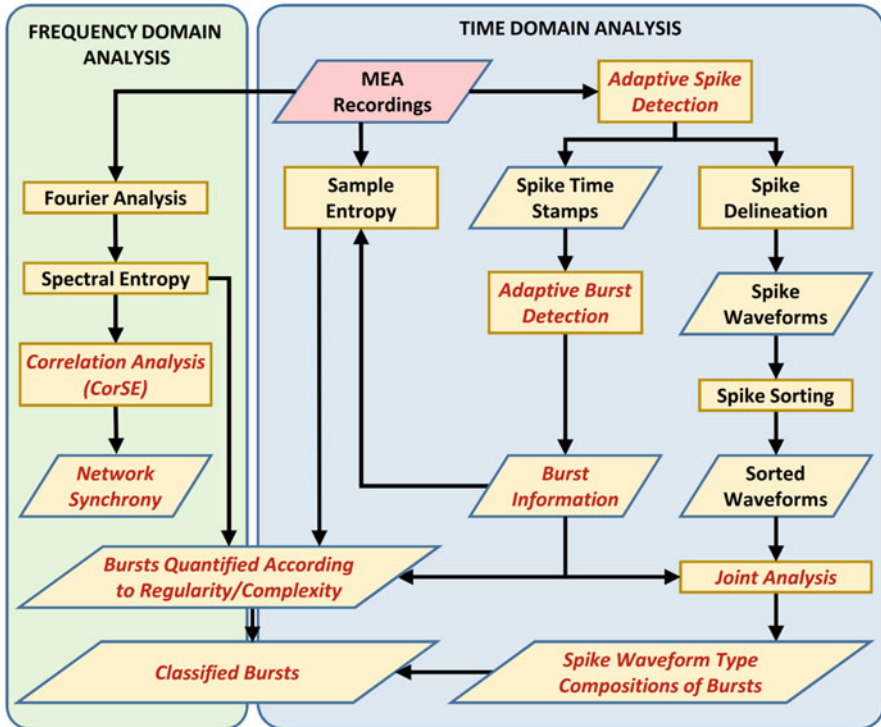 FREQUENCY DOMAIN
ANALYSIS
TIME DOMAIN ANALYSIS
MEA
Recordings
Adaptive Spike
Detection
Fourier Analysis
Sample
Entropy
Spike Time
Stamps
Spike
Delineation
Spectral Entropy
Adaptive Burst
Detection
Spike
Waveforms
Correlation Analysis
(CorSE)
Spike Sorting
Network
Synchrony
Burst
Information
Sorted
Waveforms
Bursts Quantified According
to Regularity/Complexity
Joint Analysis
Classified Bursts
Spike Waveform Type
Compositions of Bursts